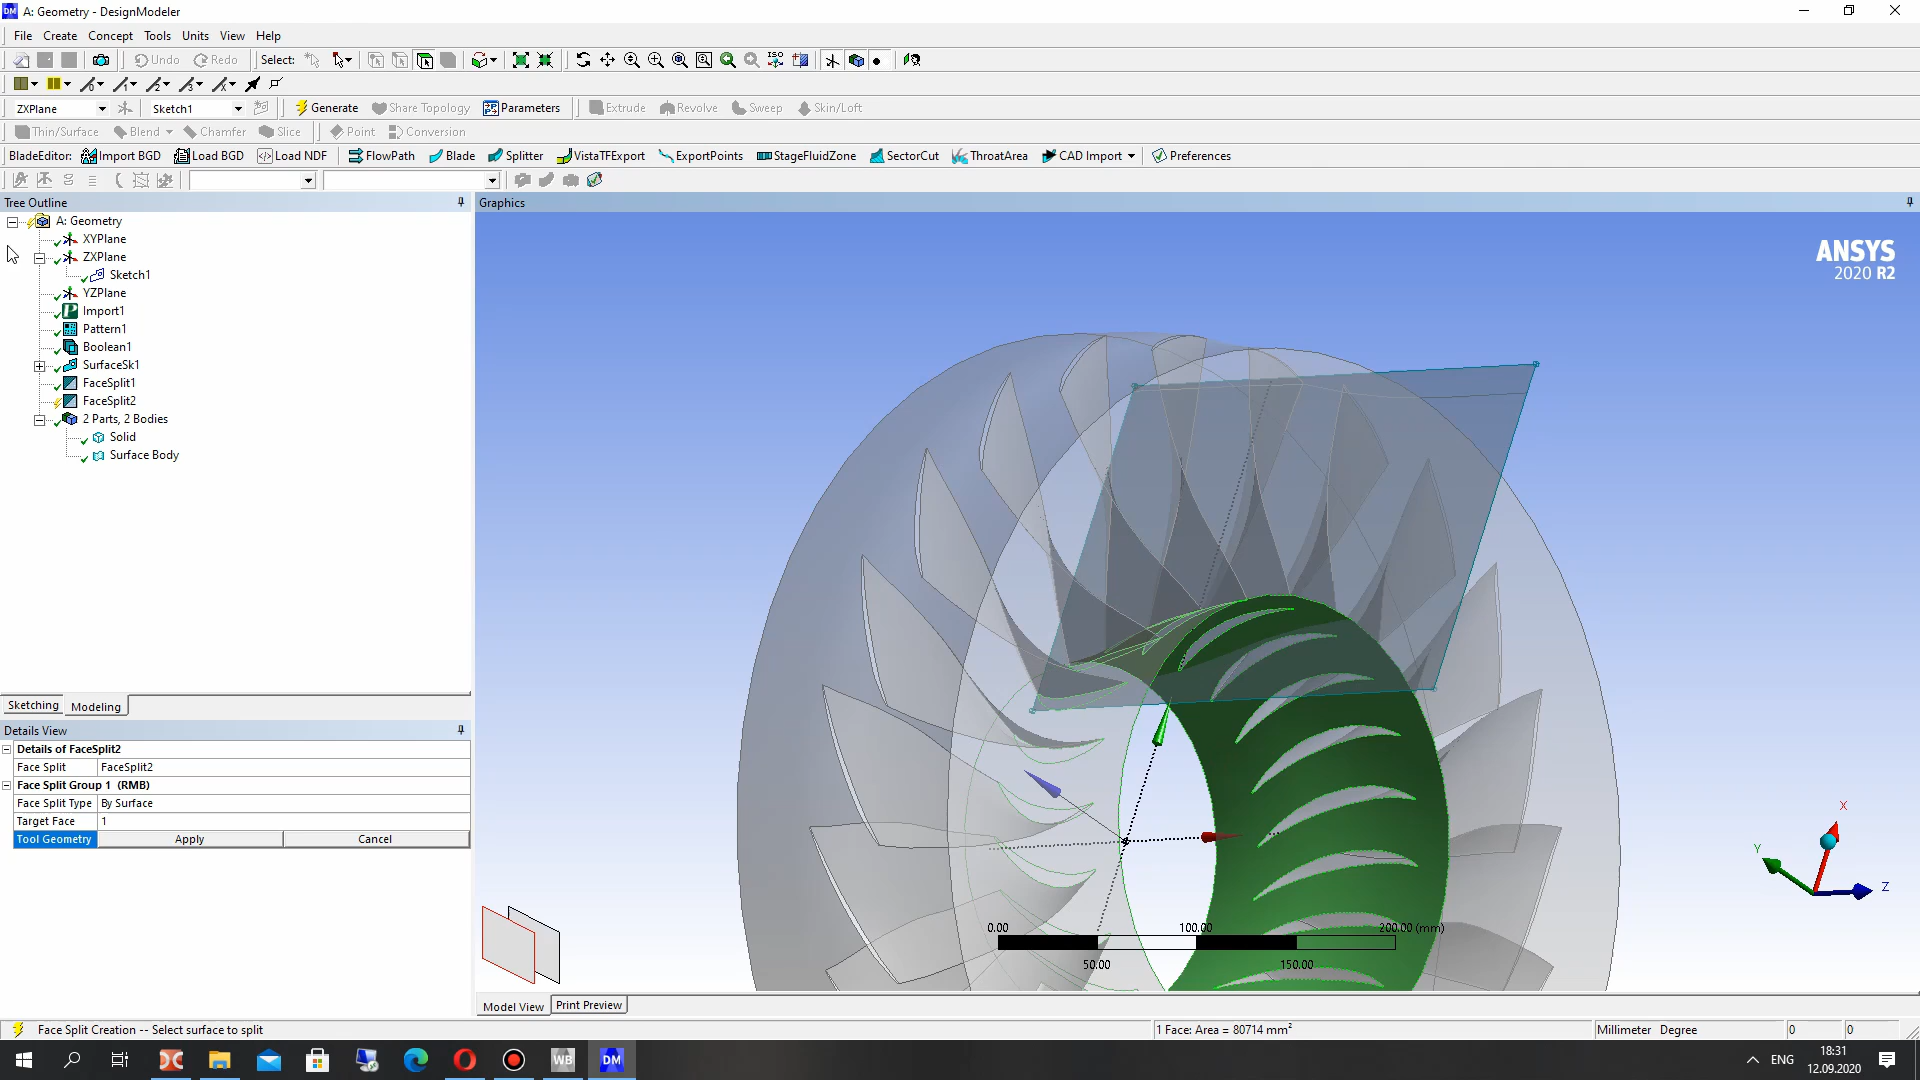 A: Geometry - DesignModeler
File Create Concept Tools Units View Help
Undo Redo Select: ISO
ZXPlane Sketch1 Generate Share Topology Parameters Extrude Revolve Sweep Skin/Loft
Thin/Surface Blend Chamfer Slice Point Conversion
BladeEditor: Import BGD Load BGD Load NDF FlowPath Blade Splitter VistaTFExport ExportPoints StageFluidZone SectorCut ThroatArea CAD Import Preferences
Tree Outline
Graphics
A: Geometry
XYPlane
ZXPlane
Sketch1
YZPlane
Import1
Pattern1
Boolean1
SurfaceSk1
FaceSplit1
FaceSplit2
2 Parts, 2 Bodies
Solid
Surface Body
Sketching Modeling
Details View
Details of FaceSplit2
Face Split FaceSplit2
Face Split Group 1 (RMB)
Face Split Type By Surface
Target Face 1
Tool Geometry Apply Cancel
ANSYS
2020 R2
X
Y
Z
0.00 100.00 200.00 (mm)
50.00 150.00
Model View Print Preview
Face Split Creation -- Select surface to split 1 Face: Area = 80714 mm² Millimeter Degree 0 0
WB DM ENG 18:31
12.09.2020